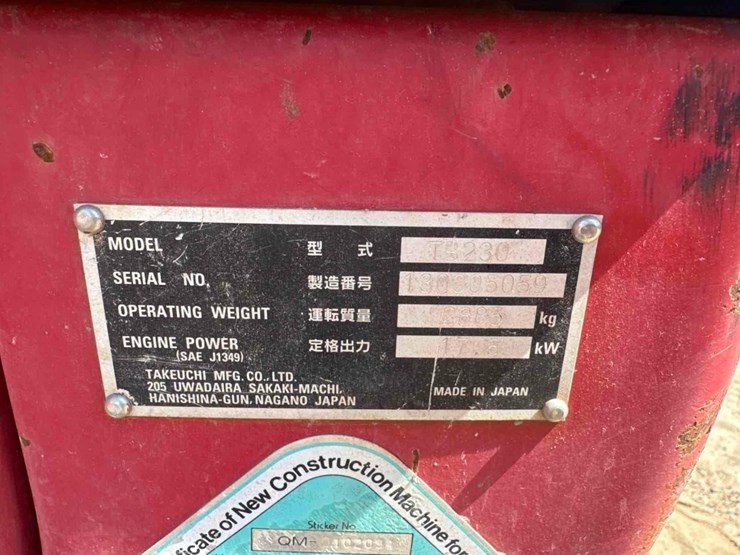 MODEL 型式
SERIAL NO. 製造番号
OPERATING WEIGHT 運転質量 kg
ENGINE POWER 定格出力 kW
(SAE J1349)
TAKEUCHI MFG. CO., LTD.
205 UWADAIRA SAKAKI-MACHI,
HANISHINA-GUN, NAGANO JAPAN
MADE IN JAPAN
of New Construction Machine for
Sticker No
QM-